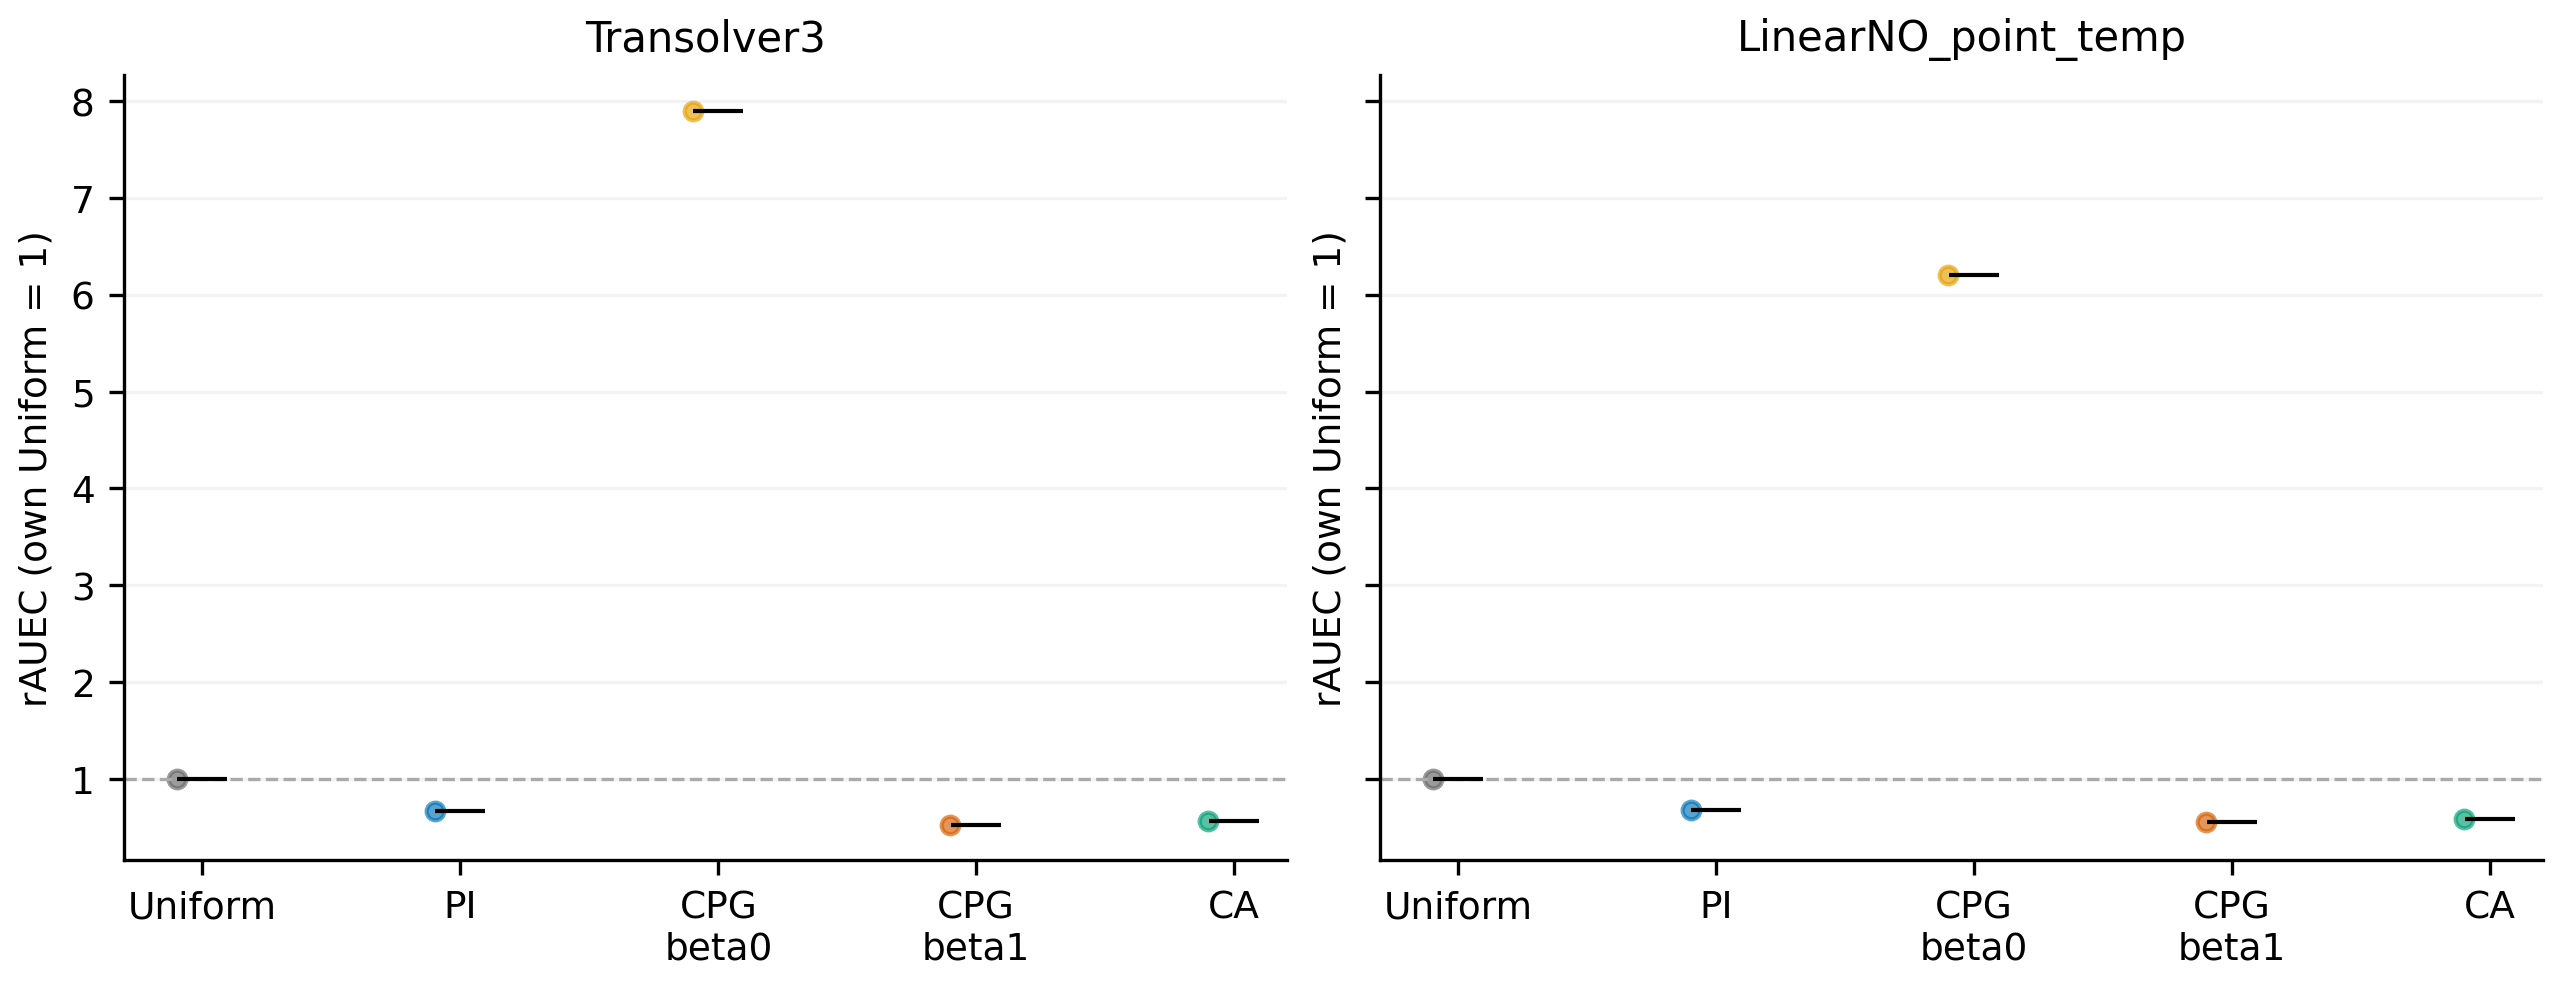 Transolver3
LinearNO_point_temp
rAUEC (own Uniform = 1)
8
7
6
5
4
3
2
1
Uniform
PI
CPG
beta0
CPG
beta1
CA
rAUEC (own Uniform = 1)
Uniform
PI
CPG
beta0
CPG
beta1
CA